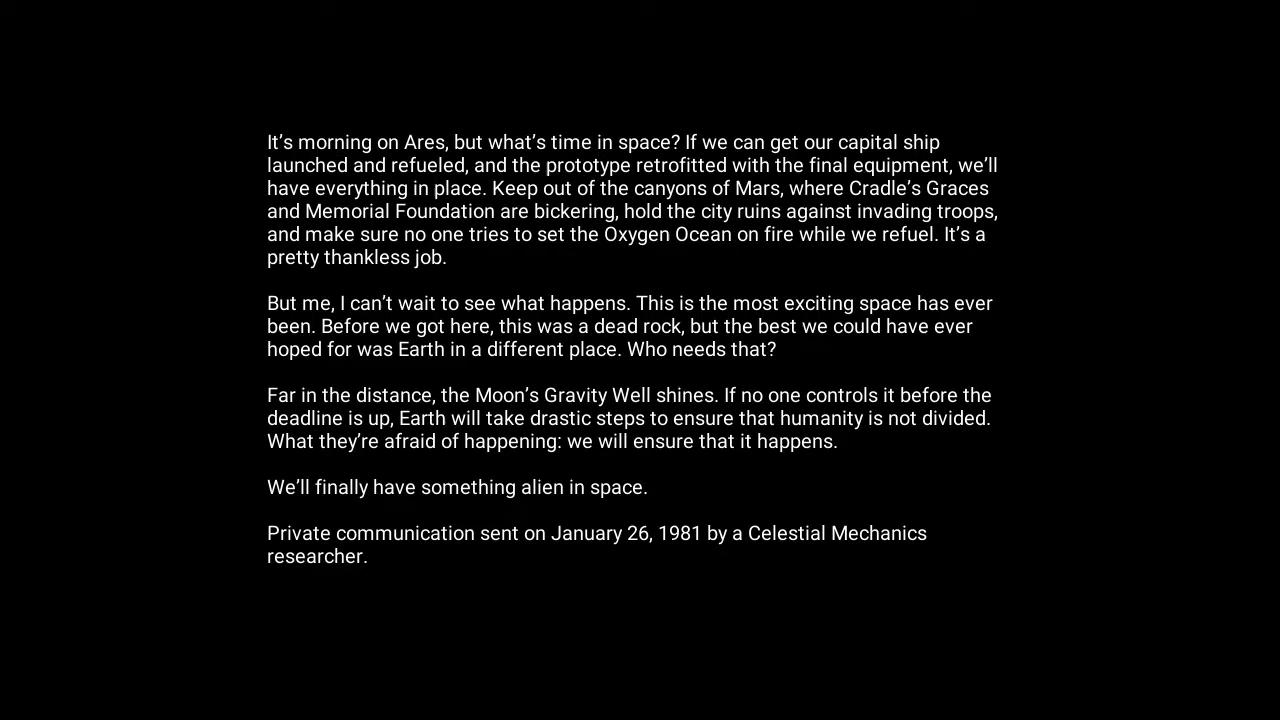 It’s morning on Ares, but what’s time in space? If we can get our capital ship
launched and refueled, and the prototype retrofitted with the final equipment, we’ll
have everything in place. Keep out of the canyons of Mars, where Cradle’s Graces
and Memorial Foundation are bickering, hold the city ruins against invading troops,
and make sure no one tries to set the Oxygen Ocean on fire while we refuel. It’s a
pretty thankless job.
But me, I can’t wait to see what happens. This is the most exciting space has ever
been. Before we got here, this was a dead rock, but the best we could have ever
hoped for was Earth in a different place. Who needs that?
Far in the distance, the Moon’s Gravity Well shines. If no one controls it before the
deadline is up, Earth will take drastic steps to ensure that humanity is not divided.
What they’re afraid of happening: we will ensure that it happens.
We’ll finally have something alien in space.
Private communication sent on January 26, 1981 by a Celestial Mechanics
researcher.